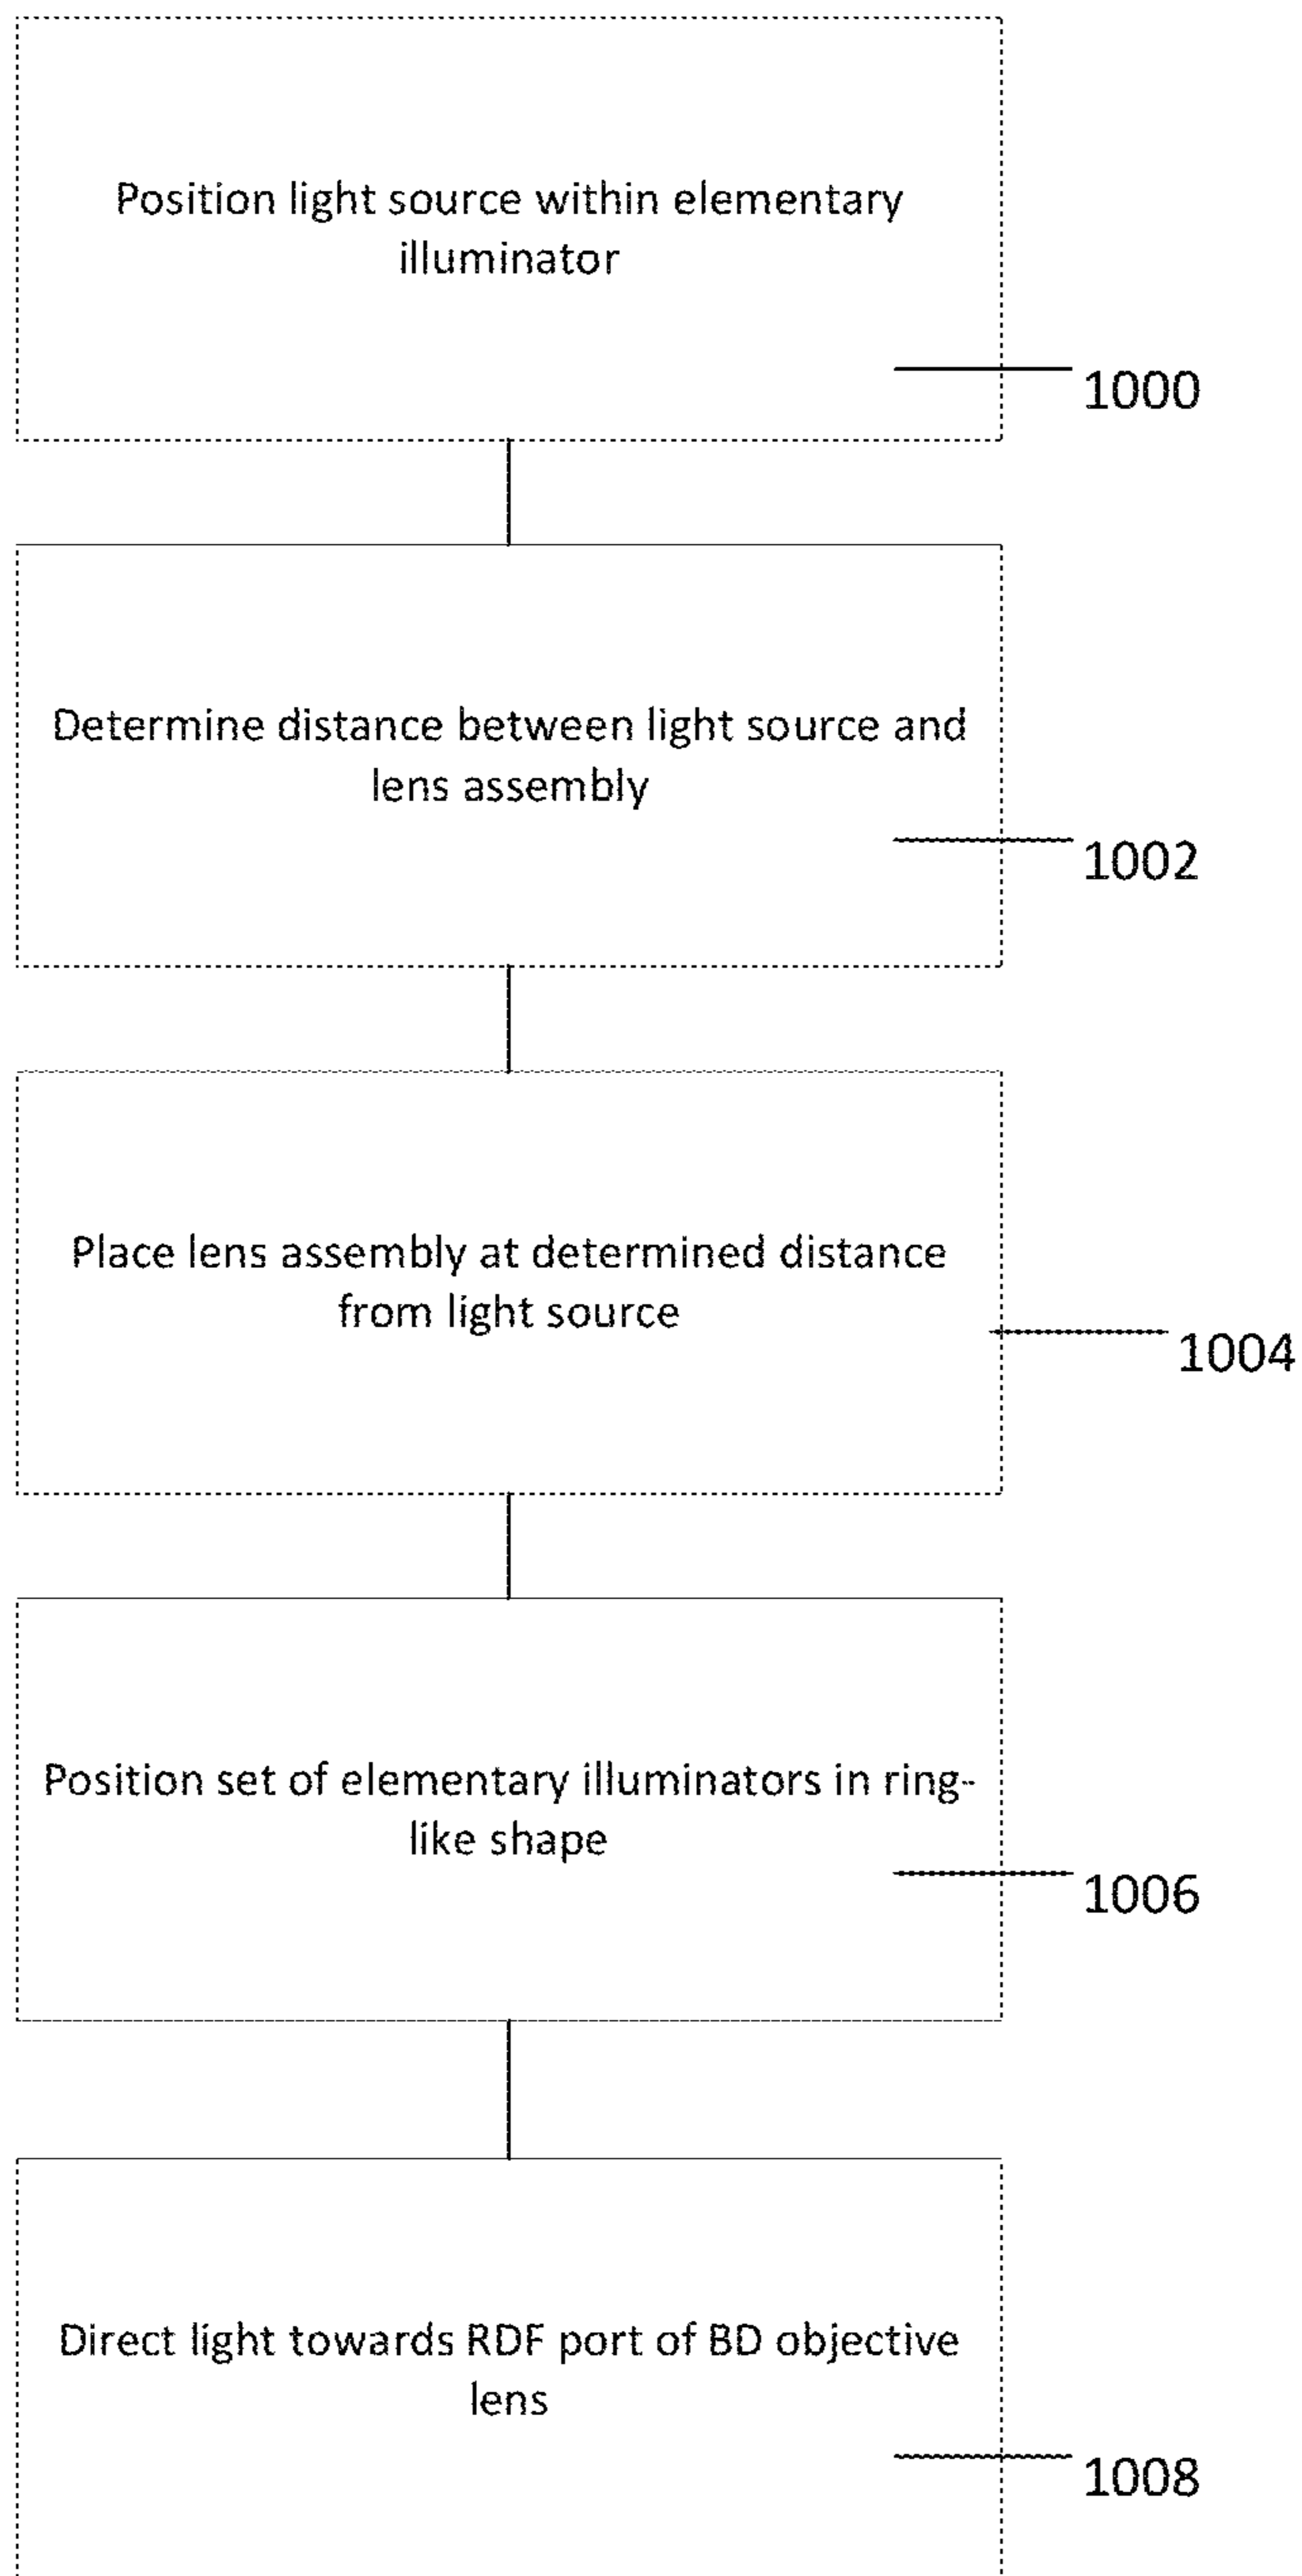 Position light source within elementary
illuminator
1000
Determine distance between light source and
lens assembly
1002
Place lens assembly at determined distance
from light source
1004
Position set of elementary illuminators in ring-
like shape
1006
Direct light towards RDF port of BD objective
lens
1008